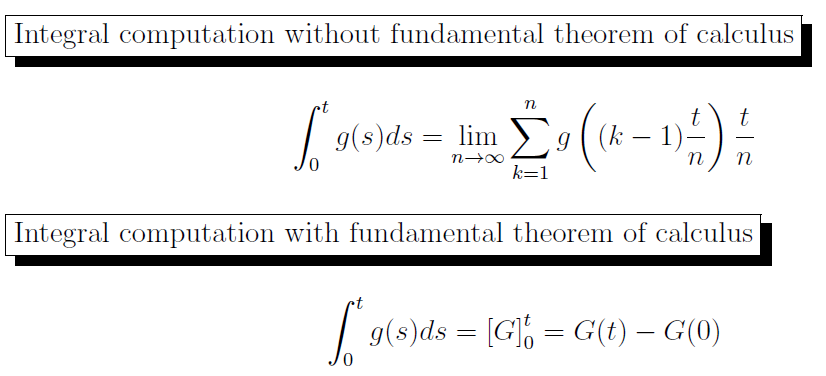 Integral computation without fundamental theorem of calculus
∫₀ᵗ g(s)ds = lim_{n→∞} ∑_{k=1}^{n} g((k − 1) t/n) t/n
Integral computation with fundamental theorem of calculus
∫₀ᵗ g(s)ds = [G]₀ᵗ = G(t) − G(0)